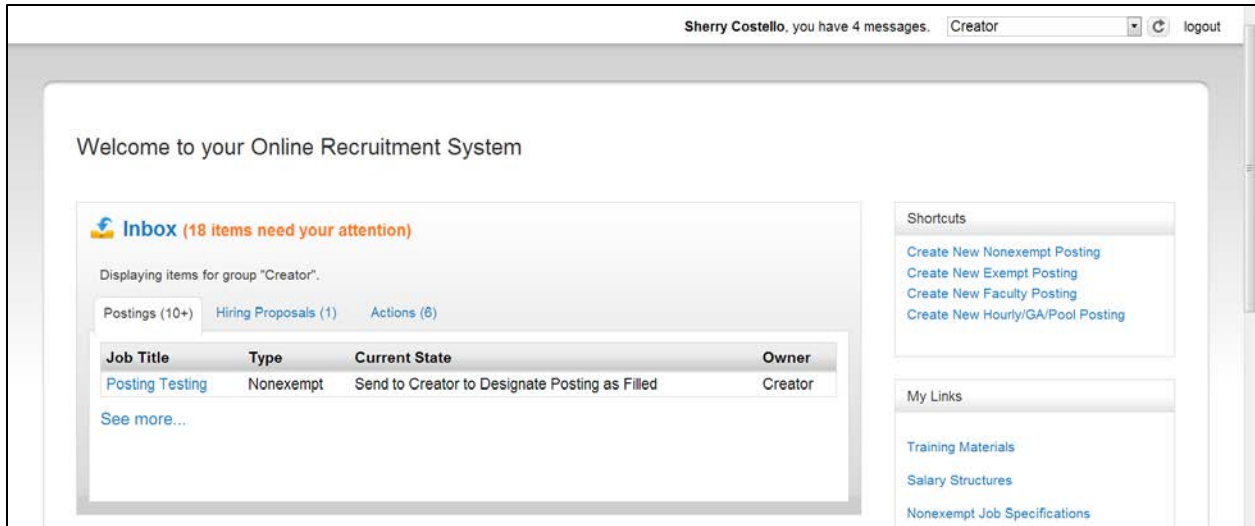 Sherry Costello, you have 4 messages. Creator logout
Welcome to your Online Recruitment System
Inbox (18 items need your attention)
Displaying items for group "Creator".
Postings (10+) Hiring Proposals (1) Actions (6)
Job Title Type Current State Owner
Posting Testing Nonexempt Send to Creator to Designate Posting as Filled Creator
See more...
Shortcuts
Create New Nonexempt Posting
Create New Exempt Posting
Create New Faculty Posting
Create New Hourly/GA/Pool Posting
My Links
Training Materials
Salary Structures
Nonexempt Job Specifications